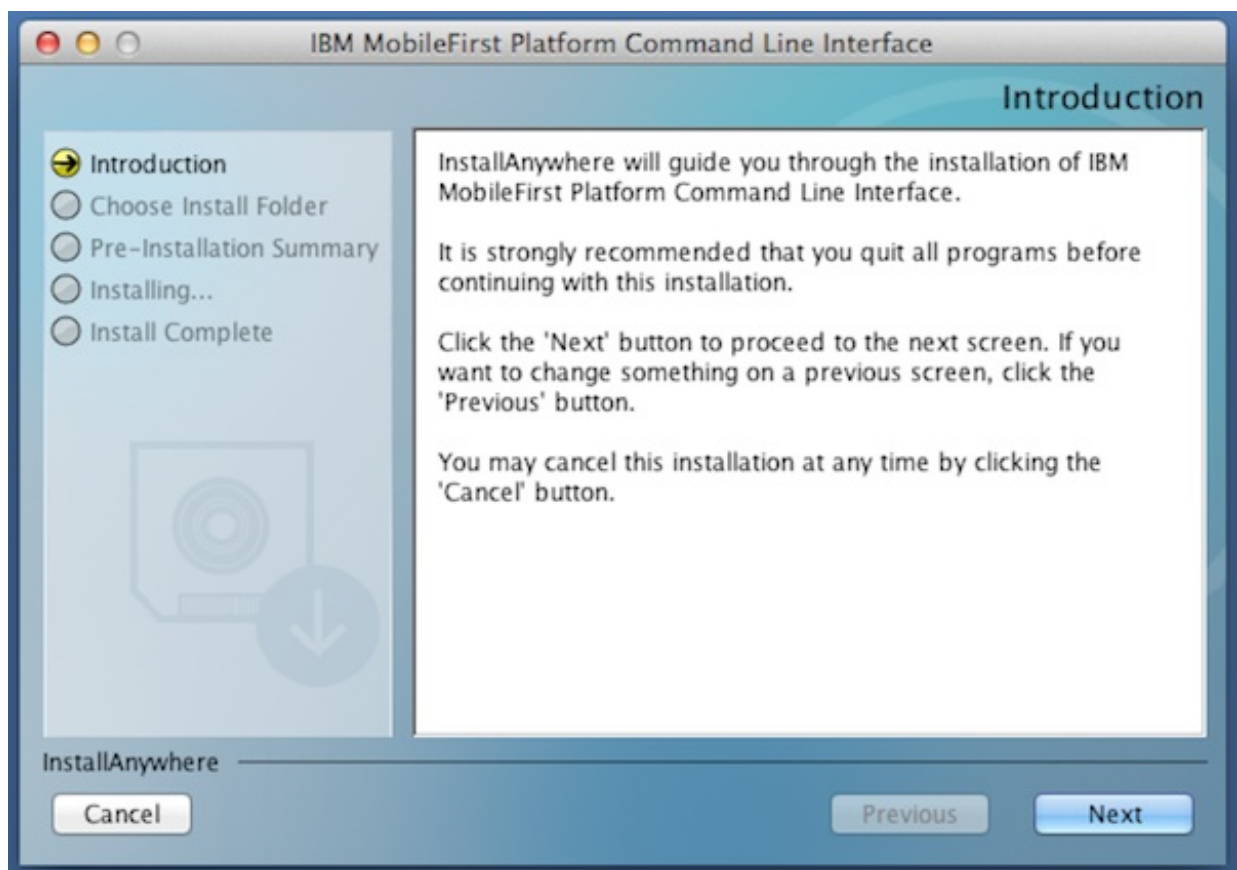 IBM MobileFirst Platform Command Line Interface
Introduction
Introduction
Choose Install Folder
Pre-Installation Summary
Installing...
Install Complete
InstallAnywhere will guide you through the installation of IBM
MobileFirst Platform Command Line Interface.
It is strongly recommended that you quit all programs before
continuing with this installation.
Click the 'Next' button to proceed to the next screen. If you
want to change something on a previous screen, click the
'Previous' button.
You may cancel this installation at any time by clicking the
'Cancel' button.
InstallAnywhere
Cancel
Previous
Next